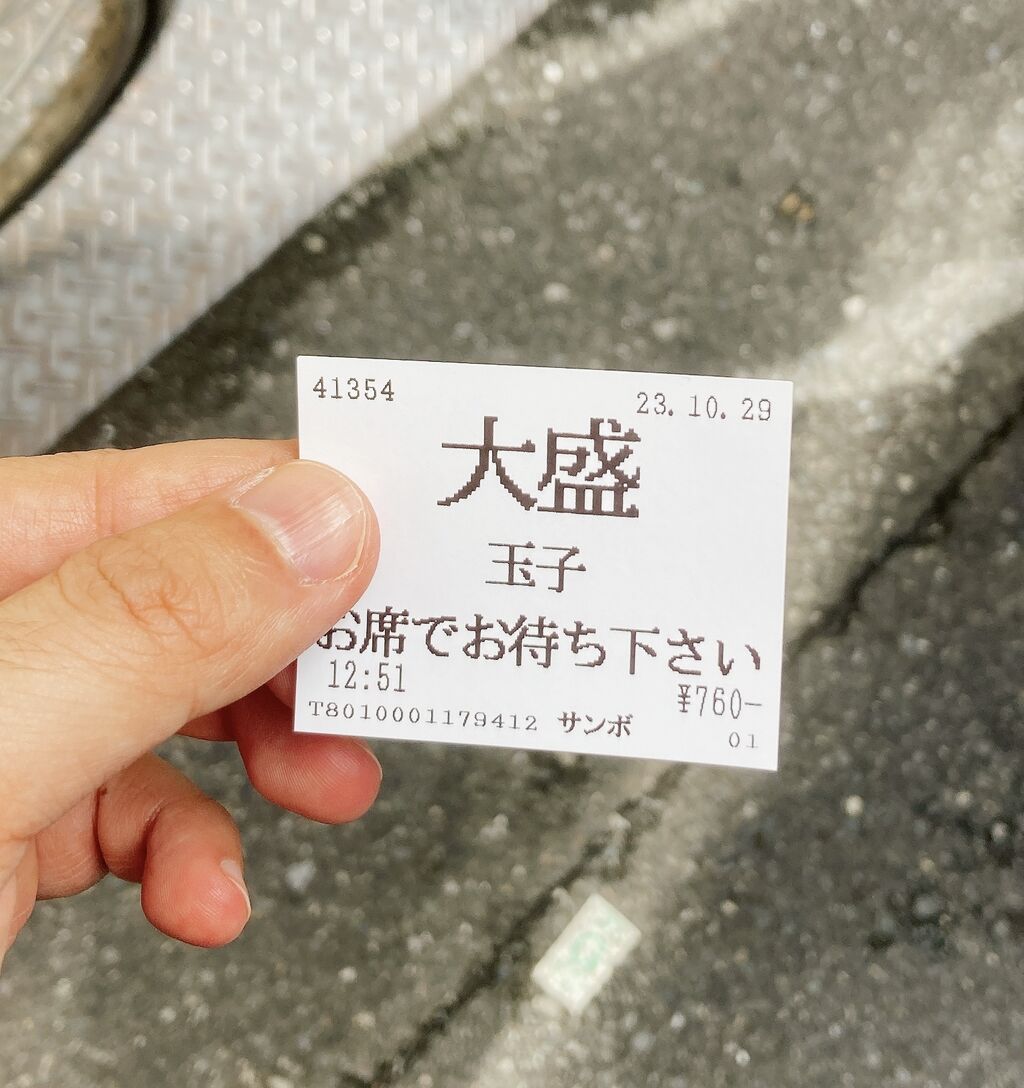 41354 23.10.29
大盛
玉子
お席でお待ち下さい
12:51 ¥760-
T8010001179412 サンボ
01